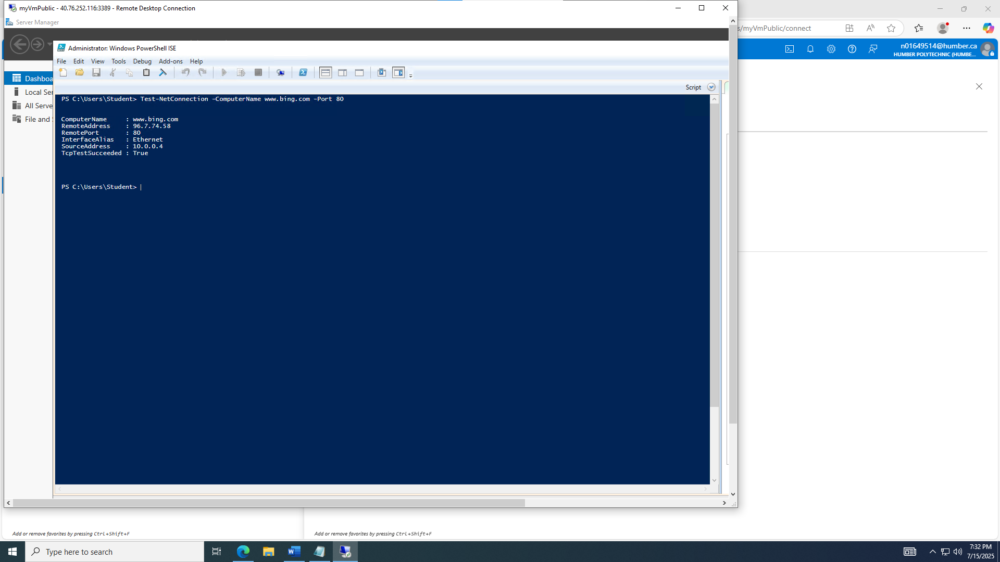 myVmPublic - 40.76.252.116:3389 - Remote Desktop Connection
s/myVmPublic/connect
Server Manager
n01649514@humber.ca
HUMBER POLYTECHNIC (HUMBE...
Administrator: Windows PowerShell ISE
File Edit View Tools Debug Add-ons Help
Dashboa
Local Ser
All Serve
File and
Script
PS C:\Users\Student> Test-NetConnection -ComputerName www.bing.com -Port 80
ComputerName : www.bing.com
RemoteAddress : 96.7.74.58
RemotePort : 80
InterfaceAlias : Ethernet
SourceAddress : 10.0.0.4
TcpTestSucceeded : True
PS C:\Users\Student>
Add or remove favorites by pressing Ctrl+Shift+F
Add or remove favorites by pressing Ctrl+Shift+F
Type here to search
7:32 PM
7/15/2025